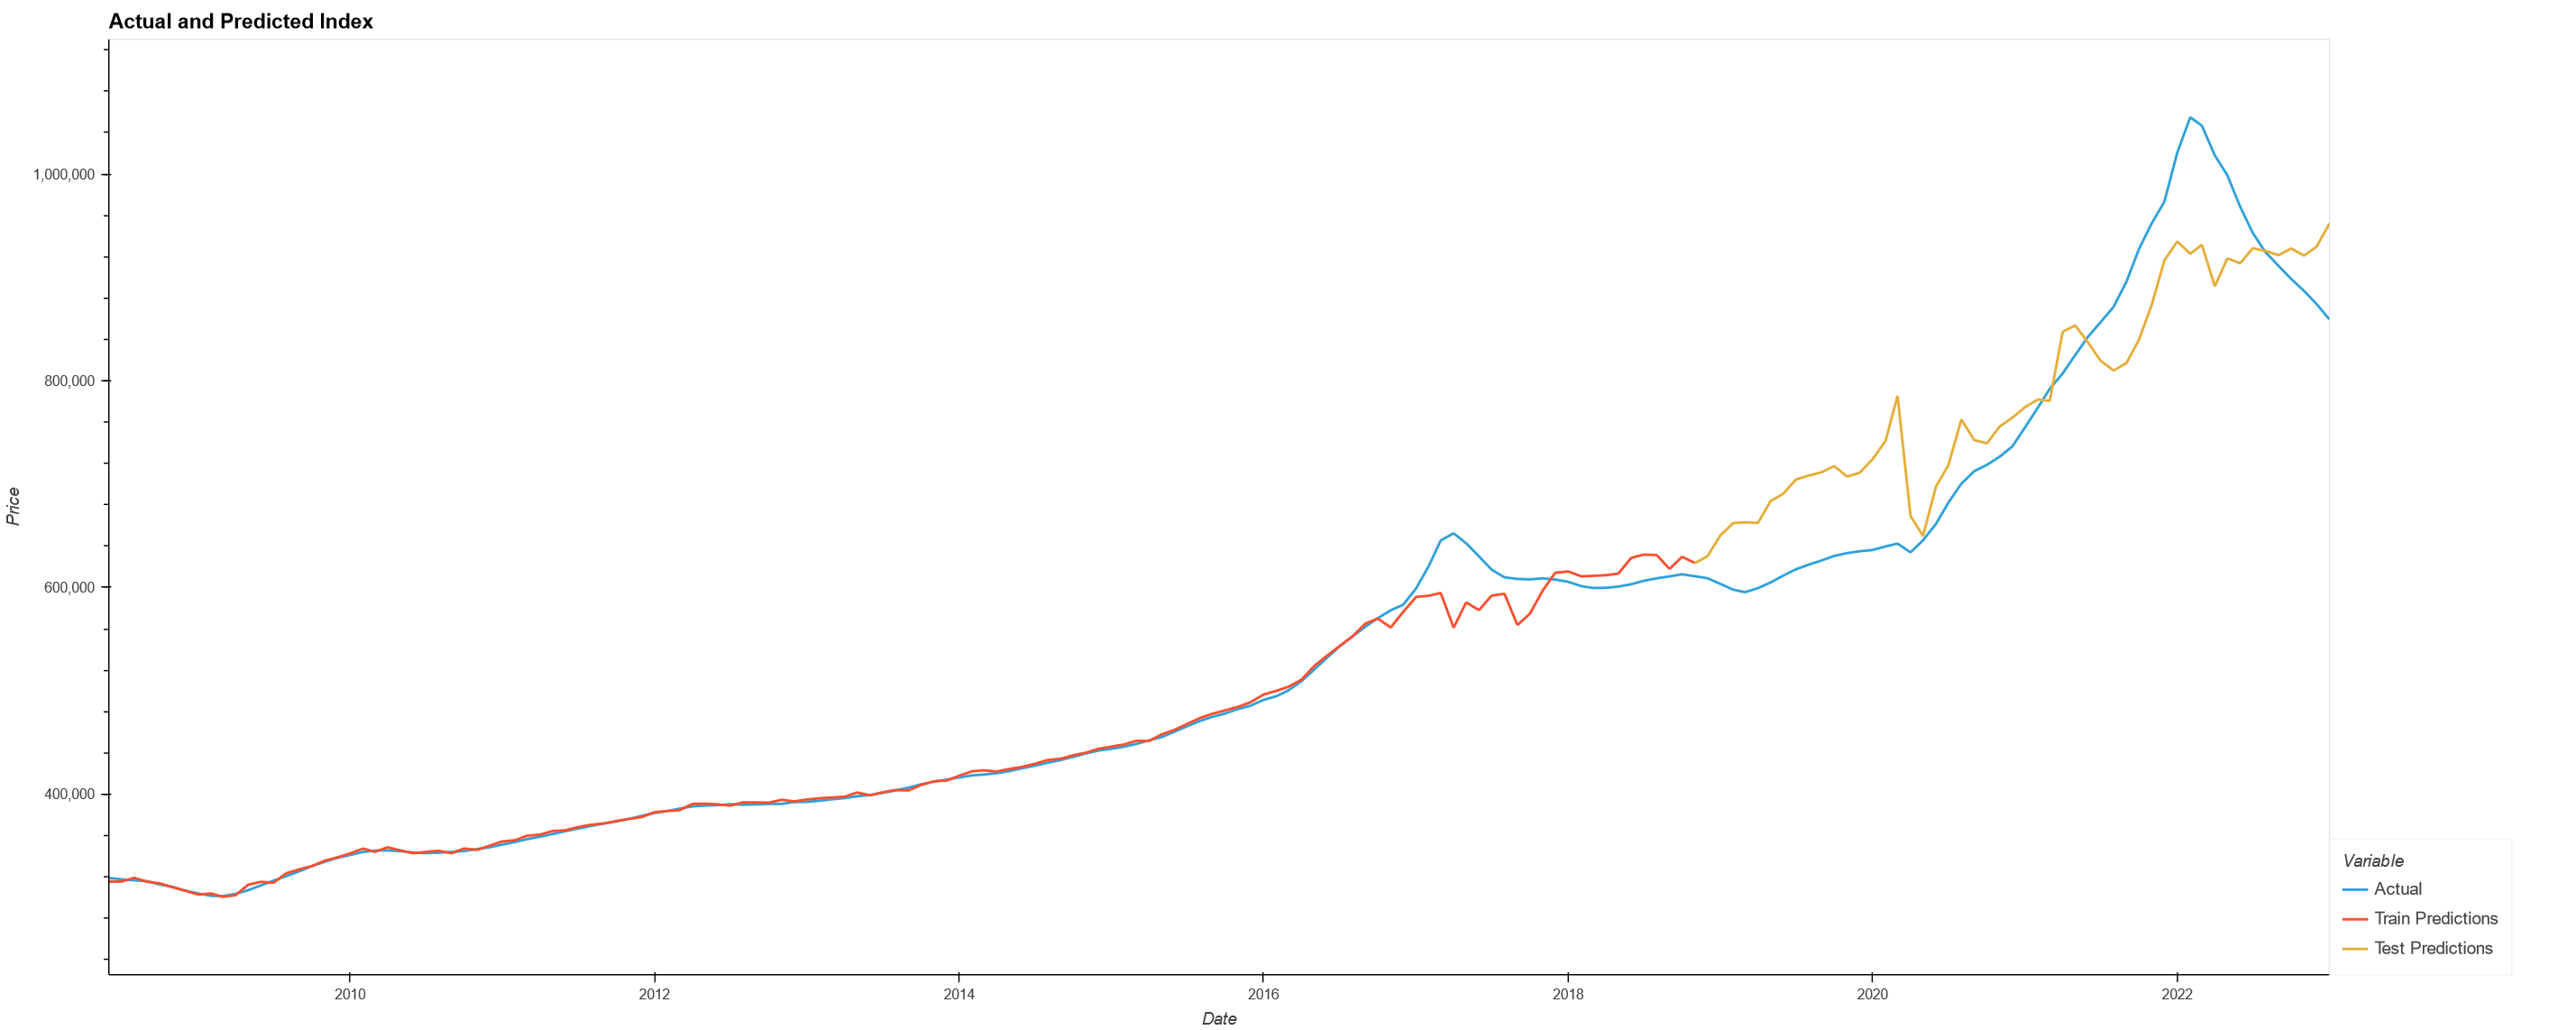 Actual and Predicted Index
Price
1,000,000
800,000
600,000
400,000
2010 2012 2014 2016 2018 2020 2022
Date
Variable
Actual
Train Predictions
Test Predictions